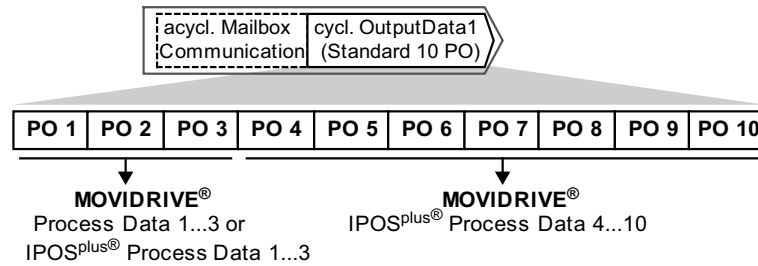 acycl. Mailbox
Communication
cycl. OutputData1
(Standard 10 PO)
PO 1 PO 2 PO 3 PO 4 PO 5 PO 6 PO 7 PO 8 PO 9 PO 10
MOVIDRIVE®
Process Data 1...3 or
IPOSplus® Process Data 1...3
MOVIDRIVE®
IPOSplus® Process Data 4...10